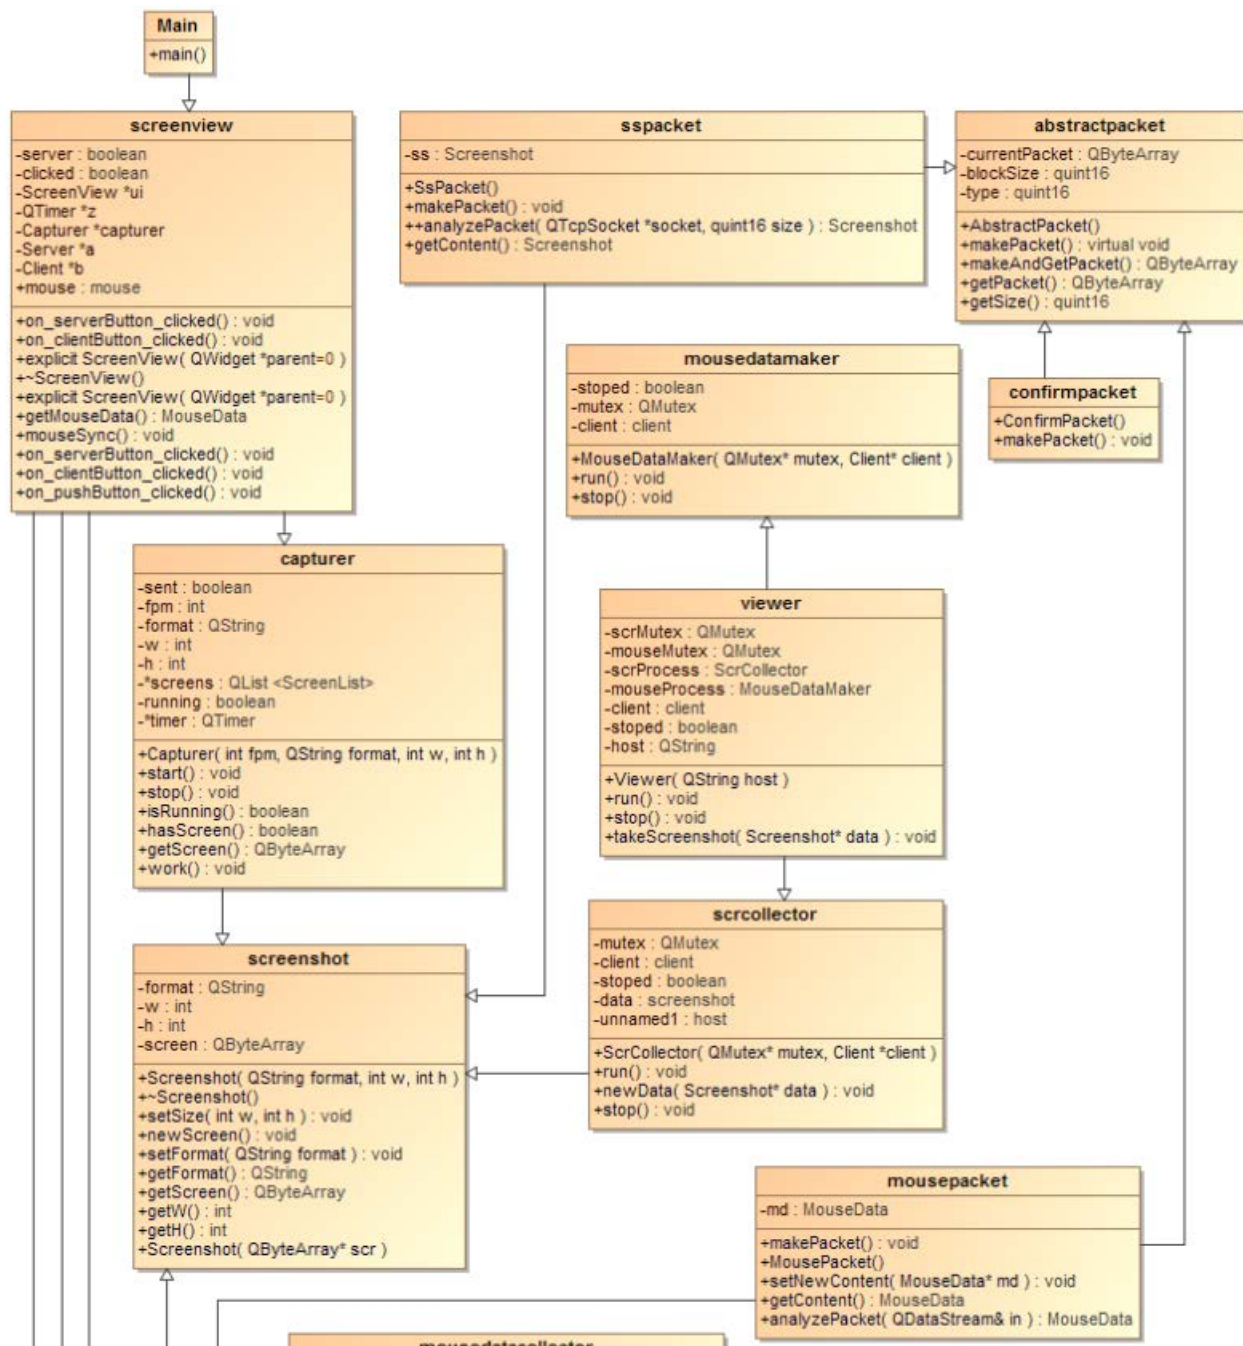 Main
+main()
screenview
-server : boolean
-clicked : boolean
-ScreenView *ui
-QTimer *z
-Capturer *capturer
-Server *a
-Client *b
+mouse : mouse
+on_serverButton_clicked() : void
+on_clientButton_clicked() : void
+explicit ScreenView( QWidget *parent=0 )
+~ScreenView()
+explicit ScreenView( QWidget *parent=0 )
+getMouseData() : MouseData
+mouseSync() : void
+on_serverButton_clicked() : void
+on_clientButton_clicked() : void
+on_pushButton_clicked() : void
sspacket
-ss : Screenshot
+SsPacket()
+makePacket() : void
++analyzePacket( QTcpSocket *socket, quint16 size ) : Screenshot
+getContent() : Screenshot
abstractpacket
-currentPacket : QByteArray
-blockSize : quint16
-type : quint16
+AbstractPacket()
+makePacket() : virtual void
+makeAndGetPacket() : QByteArray
+getPacket() : QByteArray
+getSize() : quint16
mousedatamaker
-stoped : boolean
-mutex : QMutex
-client : client
+MouseDataMaker( QMutex* mutex, Client* client )
+run() : void
+stop() : void
confirmpacket
+ConfirmPacket()
+makePacket() : void
capturer
-sent : boolean
-fpm : int
-format : QString
-w : int
-h : int
-*screens : QList <ScreenList>
-running : boolean
-*timer : QTimer
+Capturer( int fpm, QString format, int w, int h )
+start() : void
+stop() : void
+isRunning() : boolean
+hasScreen() : boolean
+getScreen() : QByteArray
+work() : void
viewer
-scrMutex : QMutex
-mouseMutex : QMutex
-scrProcess : ScrCollector
-mouseProcess : MouseDataMaker
-client : client
-stoped : boolean
-host : QString
+Viewer( QString host )
+run() : void
+stop() : void
+takeScreenshot( Screenshot* data ) : void
screenshot
-format : QString
-w : int
-h : int
-screen : QByteArray
+Screenshot( QString format, int w, int h )
+~Screenshot()
+setSize( int w, int h ) : void
+newScreen() : void
+setFormat( QString format ) : void
+getFormat() : QString
+getScreen() : QByteArray
+getW() : int
+getH() : int
+Screenshot( QByteArray* scr )
scrcollector
-mutex : QMutex
-client : client
-stoped : boolean
-data : screenshot
-unnamed1 : host
+ScrCollector( QMutex* mutex, Client *client )
+run() : void
+newData( Screenshot* data ) : void
+stop() : void
mousepacket
-md : MouseData
+makePacket() : void
+MousePacket()
+setNewContent( MouseData* md ) : void
+getContent() : MouseData
+analyzePacket( QDataStream& in ) : MouseData
mousedatacollector